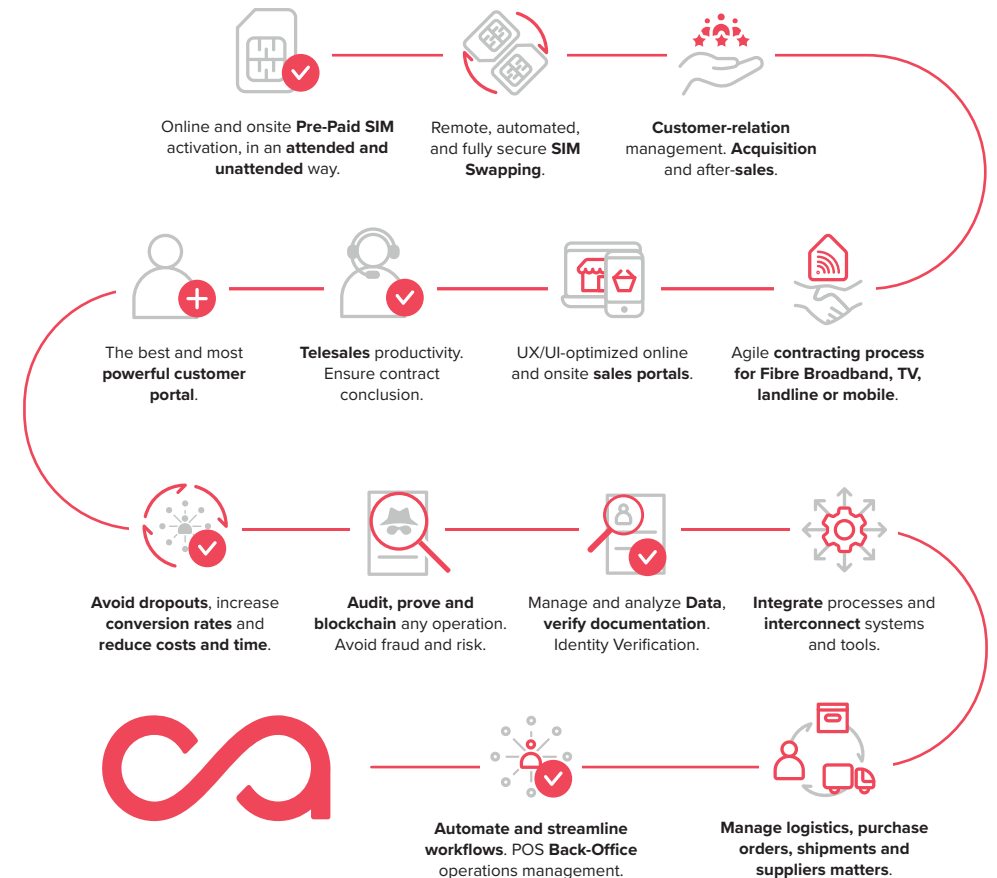 Online and onsite Pre-Paid SIM
activation, in an attended and
unattended way.
Remote, automated,
and fully secure SIM
Swapping.
Customer-relation
management. Acquisition
and after-sales.
The best and most
powerful customer
portal.
Telesales productivity.
Ensure contract
conclusion.
UX/UI-optimized online
and onsite sales portals.
Agile contracting process
for Fibre Broadband, TV,
landline or mobile.
Avoid dropouts, increase
conversion rates and
reduce costs and time.
Audit, prove and
blockchain any operation.
Avoid fraud and risk.
Manage and analyze Data,
verify documentation.
Identity Verification.
Integrate processes and
interconnect systems
and tools.
Automate and streamline
workflows. POS Back-Office
operations management.
Manage logistics, purchase
orders, shipments and
suppliers matters.